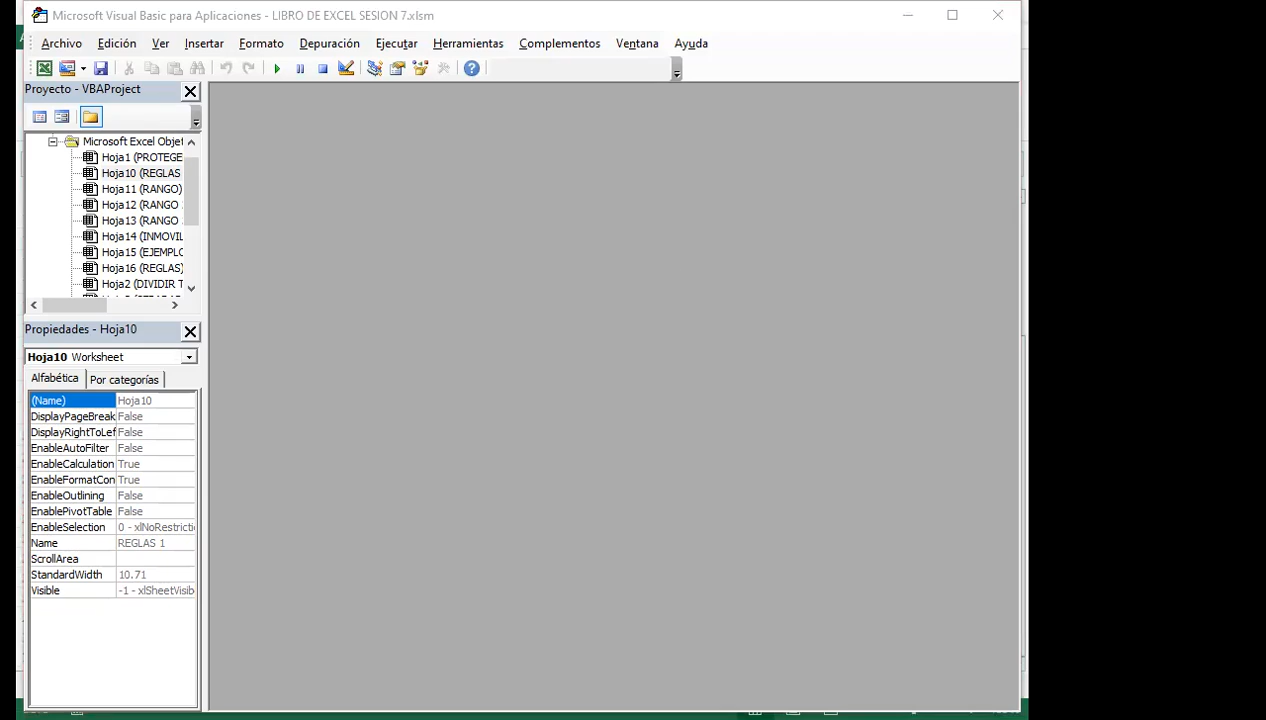 Microsoft Visual Basic para Aplicaciones - LIBRO DE EXCEL SESION 7.xlsm
Archivo Edición Ver Insertar Formato Depuración Ejecutar Herramientas Complementos Ventana Ayuda
Proyecto - VBAProject
Microsoft Excel Objet
Hoja1 (PROTEGE
Hoja10 (REGLAS
Hoja11 (RANGO)
Hoja12 (RANGO
Hoja13 (RANGO
Hoja14 (INMOVIL
Hoja15 (EJEMPLO
Hoja16 (REGLAS)
Hoja2 (DIVIDIR T
Propiedades - Hoja10
Hoja10 Worksheet
Alfabética Por categorías
(Name) Hoja10
DisplayPageBreak False
DisplayRightToLef False
EnableAutoFilter False
EnableCalculation True
EnableFormatCon True
EnableOutlining False
EnablePivotTable False
EnableSelection 0 - xlNoRestricti
Name REGLAS 1
ScrollArea
StandardWidth 10.71
Visible -1 - xlSheetVisib